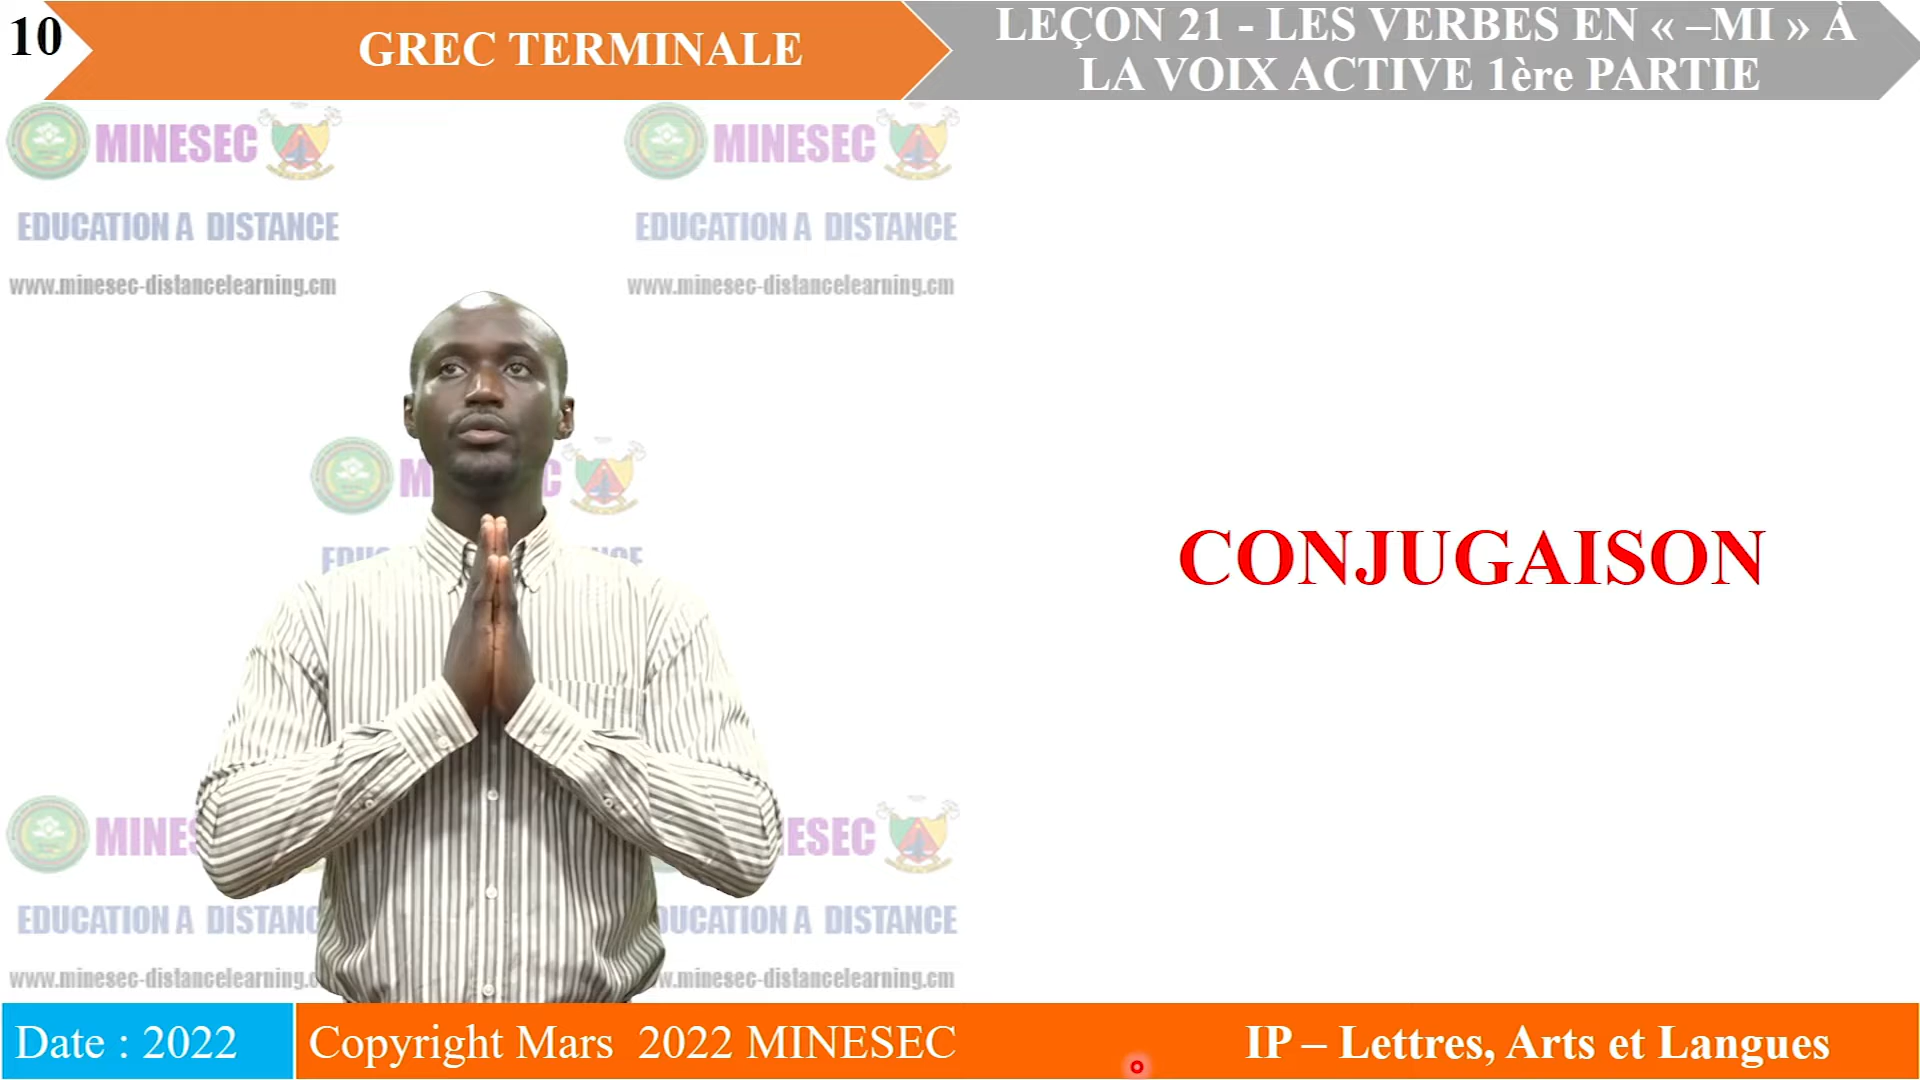 10
GREC TERMINALE
LEÇON 21 - LES VERBES EN « –MI » À
LA VOIX ACTIVE 1ère PARTIE
MINESEC
EDUCATION A DISTANCE
www.minesec-distancelearning.cm
MINESEC
EDUCATION A DISTANCE
www.minesec-distancelearning.cm
CONJUGAISON
EDUCATION A DISTANCE
www.minesec-distancelearning.cm
Date : 2022
Copyright Mars 2022 MINESEC
IP – Lettres, Arts et Langues